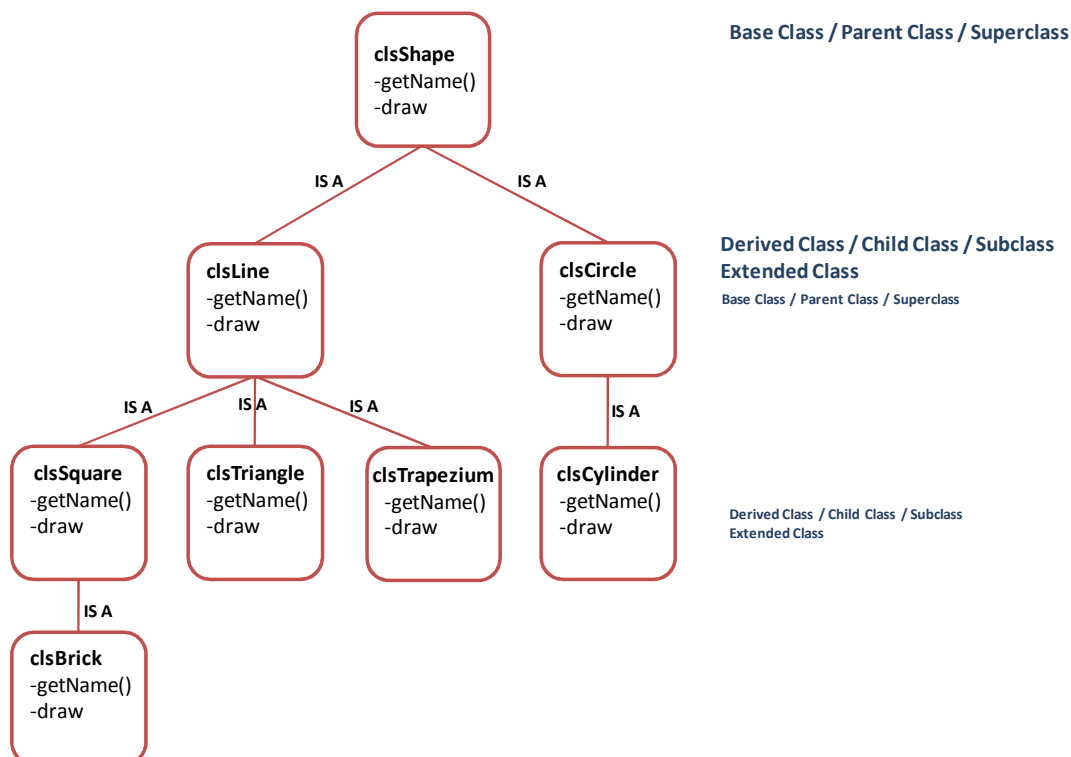 clsShape
-getName()
-draw
Base Class / Parent Class / Superclass
IS A
IS A
clsLine
-getName()
-draw
clsCircle
-getName()
-draw
Derived Class / Child Class / Subclass
Extended Class
Base Class / Parent Class / Superclass
IS A
IS A
IS A
IS A
clsSquare
-getName()
-draw
clsTriangle
-getName()
-draw
clsTrapezium
-getName()
-draw
clsCylinder
-getName()
-draw
Derived Class / Child Class / Subclass
Extended Class
IS A
clsBrick
-getName()
-draw